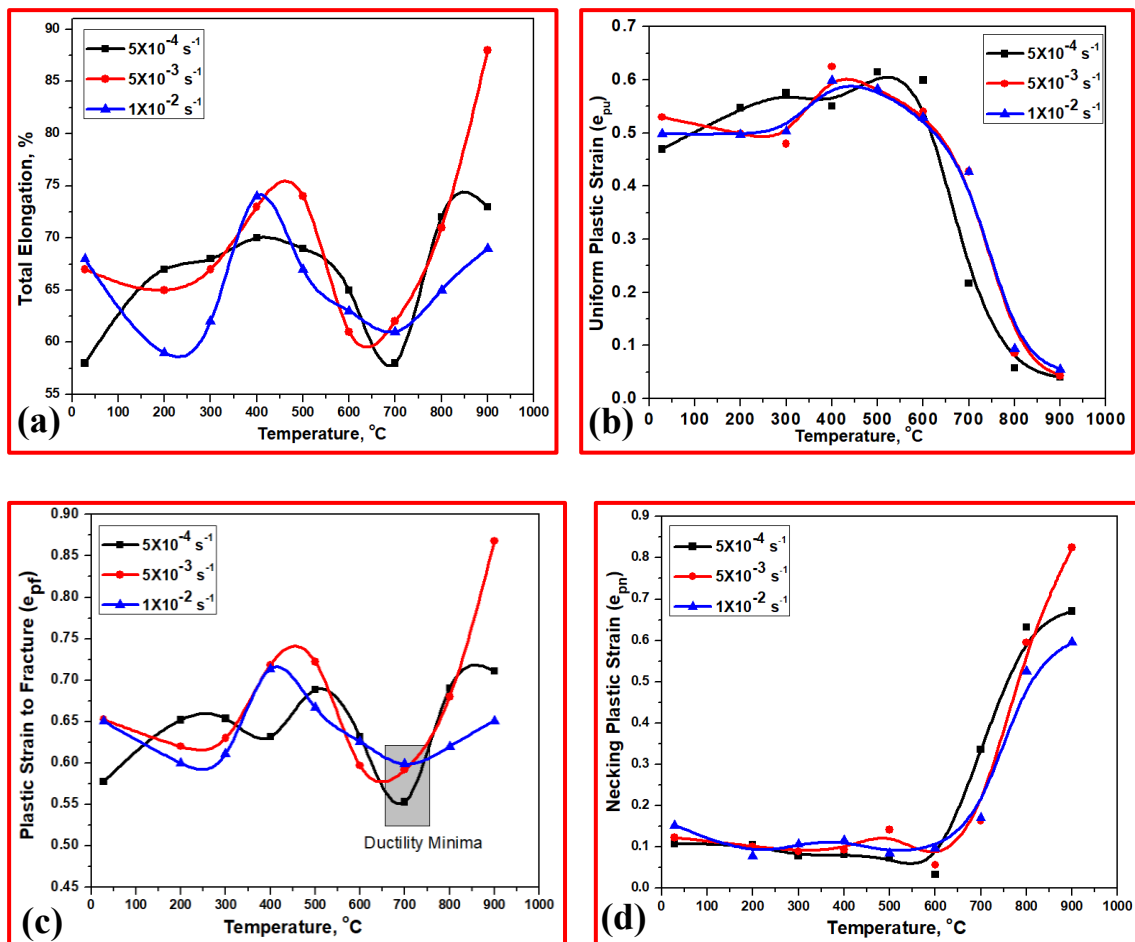 90
85
80
75
70
65
60
55
Total Elongation, %
5X10⁻⁴ s⁻¹
5X10⁻³ s⁻¹
1X10⁻² s⁻¹
0 100 200 300 400 500 600 700 800 900 1000
Temperature, °C
(a)
0.7
0.6
0.5
0.4
0.3
0.2
0.1
0.0
Uniform Plastic Strain (e_pu)
5X10⁻⁴ s⁻¹
5X10⁻³ s⁻¹
1X10⁻² s⁻¹
0 100 200 300 400 500 600 700 800 900 1000
Temperature, °C
(b)
0.90
0.85
0.80
0.75
0.70
0.65
0.60
0.55
0.50
0.45
Plastic Strain to Fracture (e_pf)
5X10⁻⁴ s⁻¹
5X10⁻³ s⁻¹
1X10⁻² s⁻¹
Ductility Minima
0 100 200 300 400 500 600 700 800 900 1000
Temperature, °C
(c)
0.9
0.8
0.7
0.6
0.5
0.4
0.3
0.2
0.1
0.0
Necking Plastic Strain (e_pn)
5X10⁻⁴ s⁻¹
5X10⁻³ s⁻¹
1X10⁻² s⁻¹
0 100 200 300 400 500 600 700 800 900 1000
Temperature, °C
(d)